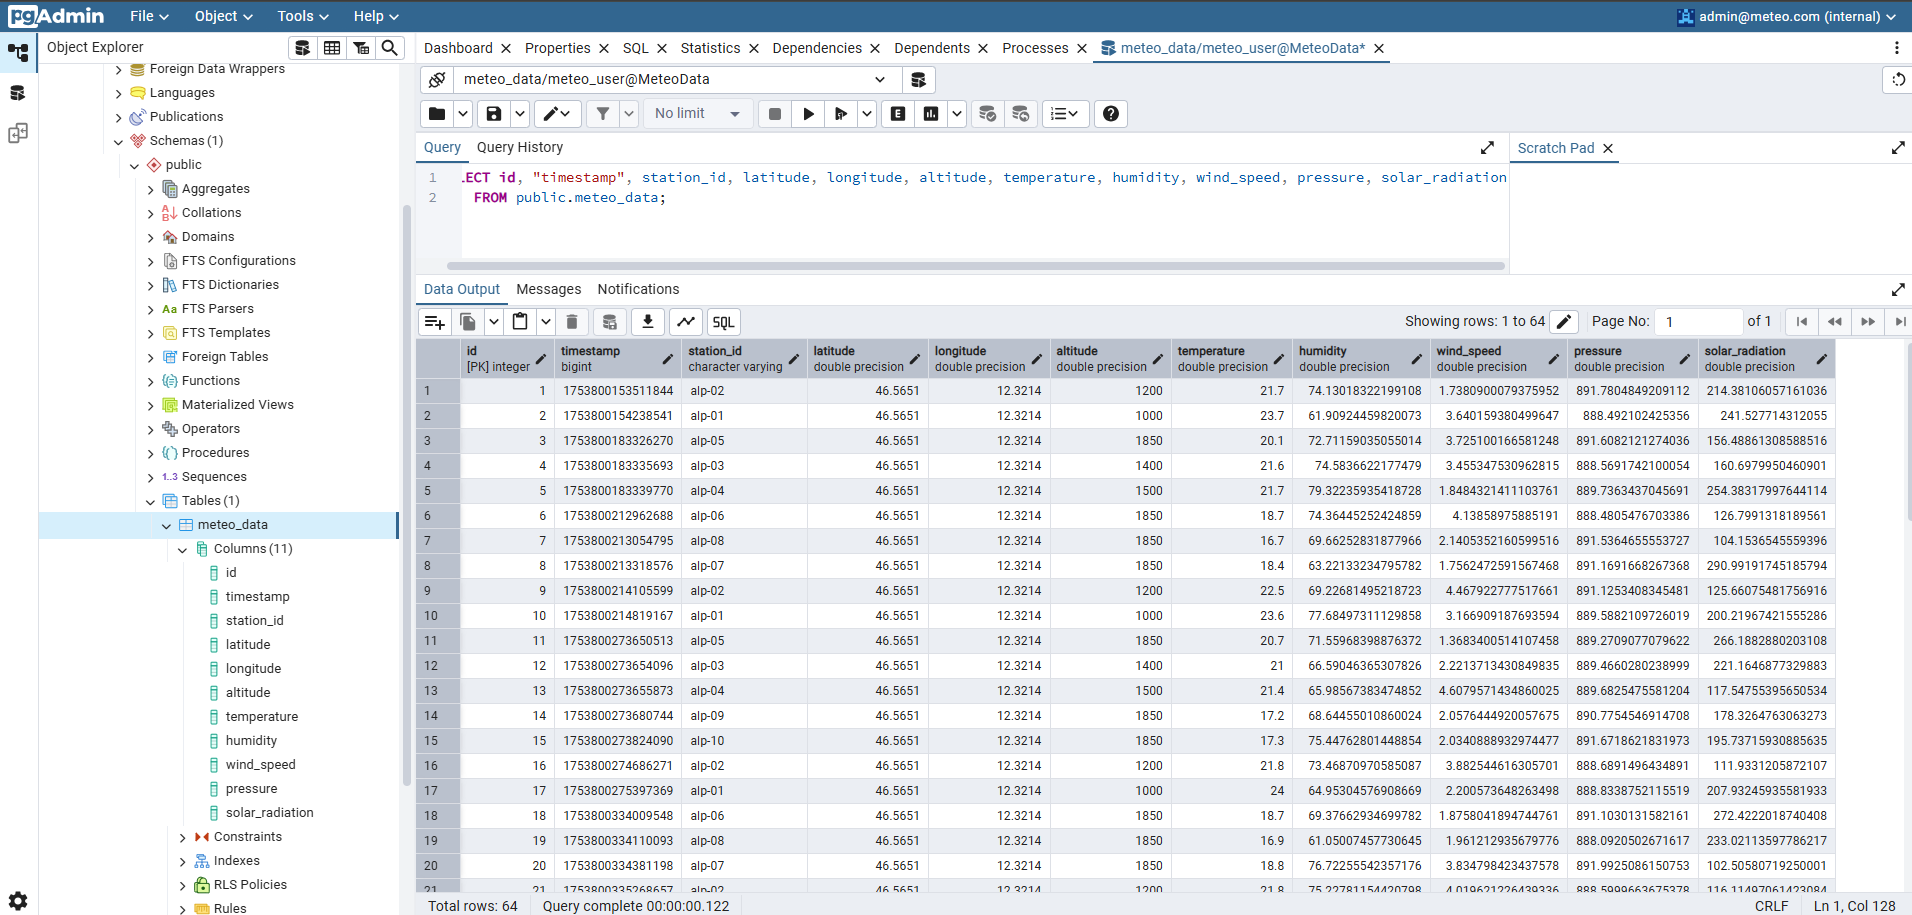 pgAdmin File Object Tools Help admin@meteo.com (internal)
Object Explorer
Dashboard Properties SQL Statistics Dependencies Dependents Processes meteo_data/meteo_user@MeteoData*
Foreign Data Wrappers
Languages
Publications
Schemas (1)
public
Aggregates
Collations
Domains
FTS Configurations
FTS Dictionaries
Aa FTS Parsers
FTS Templates
Foreign Tables
Functions
Materialized Views
Operators
Procedures
1..3 Sequences
Tables (1)
meteo_data
Columns (11)
id
timestamp
station_id
latitude
longitude
altitude
temperature
humidity
wind_speed
pressure
solar_radiation
Constraints
Indexes
RLS Policies
Rules
meteo_data/meteo_user@MeteoData
No limit E
Query Query History Scratch Pad
1 .ECT id, "timestamp", station_id, latitude, longitude, altitude, temperature, humidity, wind_speed, pressure, solar_radiation
2 FROM public.meteo_data;
Data Output Messages Notifications
SQL Showing rows: 1 to 64 Page No: 1 of 1
id timestamp station_id latitude longitude altitude temperature humidity wind_speed pressure solar_radiation
[PK] integer bigint character varying double precision double precision double precision double precision double precision double precision double precision double precision
1 1 1753800153511844 alp-02 46.5651 12.3214 1200 21.7 74.13018322199108 1.7380900079375952 891.7804849209112 214.38106057161036
2 2 1753800154238541 alp-01 46.5651 12.3214 1000 23.7 61.90924459820073 3.640159380499647 888.492102425356 241.527714312055
3 3 1753800183326270 alp-05 46.5651 12.3214 1850 20.1 72.71159035055014 3.725100166581248 891.6082121274036 156.48861308588516
4 4 1753800183335693 alp-03 46.5651 12.3214 1400 21.6 74.5836622177479 3.455347530962815 888.5691742100054 160.6979950460901
5 5 1753800183339770 alp-04 46.5651 12.3214 1500 21.7 79.32235935418728 1.8484321411103761 889.7363437045691 254.38317997644114
6 6 1753800212962688 alp-06 46.5651 12.3214 1850 18.7 74.36445252424859 4.13858975885191 888.4805476703386 126.7991318189561
7 7 1753800213054795 alp-08 46.5651 12.3214 1850 16.7 69.66252831877966 2.1405352160599516 891.5364655553727 104.1536545559396
8 8 1753800213318576 alp-07 46.5651 12.3214 1850 18.4 63.22133234795782 1.7562472591567468 891.1691668267368 290.99191745185794
9 9 1753800214105599 alp-02 46.5651 12.3214 1200 22.5 69.22681495218723 4.467922777517661 891.1253408345481 125.66075481756916
10 10 1753800214819167 alp-01 46.5651 12.3214 1000 23.6 77.68497311129858 3.166909187693594 889.5882109726019 200.21967421555286
11 11 1753800273650513 alp-05 46.5651 12.3214 1850 20.7 71.55968398876372 1.3683400514107458 889.2709077079622 266.1882880203108
12 12 1753800273654096 alp-03 46.5651 12.3214 1400 21 66.59046365307826 2.2213713430849835 889.4660280238999 221.1646877329883
13 13 1753800273655873 alp-04 46.5651 12.3214 1500 21.4 65.98567383474852 4.6079571434860025 889.6825475581204 117.54755395650534
14 14 1753800273680744 alp-09 46.5651 12.3214 1850 17.2 68.64455010860024 2.0576444920057675 890.7754546914708 178.3264763063273
15 15 1753800273824090 alp-10 46.5651 12.3214 1850 17.3 75.44762801448854 2.0340888932974477 891.6718621831973 195.73715930885635
16 16 1753800274686271 alp-02 46.5651 12.3214 1200 21.8 73.46870970585087 3.882544616305701 888.6891496434891 111.9331205872107
17 17 1753800275397369 alp-01 46.5651 12.3214 1000 24 64.95304576908669 2.200573648263498 888.8338752115519 207.93245935581933
18 18 1753800334009548 alp-06 46.5651 12.3214 1850 18.7 69.37662934699782 1.8758041894744761 891.1030131582161 272.4222018740408
19 19 1753800334110093 alp-08 46.5651 12.3214 1850 16.9 61.05007457730645 1.961212935679776 888.0920502671617 233.02113597786217
20 20 1753800334381198 alp-07 46.5651 12.3214 1850 18.8 76.72255542357176 3.834798423437578 891.9925086150753 102.50580719250001
21 21 1753800335268657 alp-02 46.5651 12.3214 1200 21.8 75.22781154420798 4.019621226439336 888.5999663675378 116.11497061423084
Total rows: 64 Query complete 00:00:00.122 CRLF Ln 1, Col 128